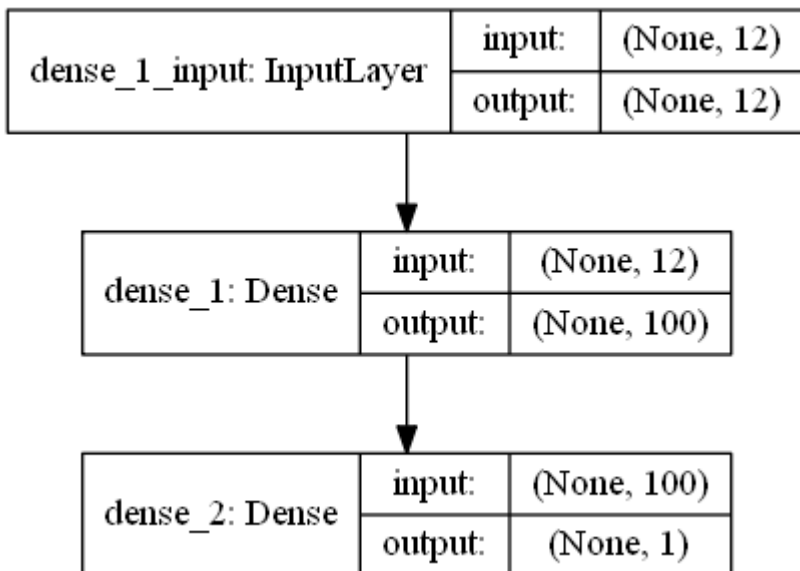 dense_1_input: InputLayer
input: (None, 12)
output: (None, 12)
dense_1: Dense
input: (None, 12)
output: (None, 100)
dense_2: Dense
input: (None, 100)
output: (None, 1)